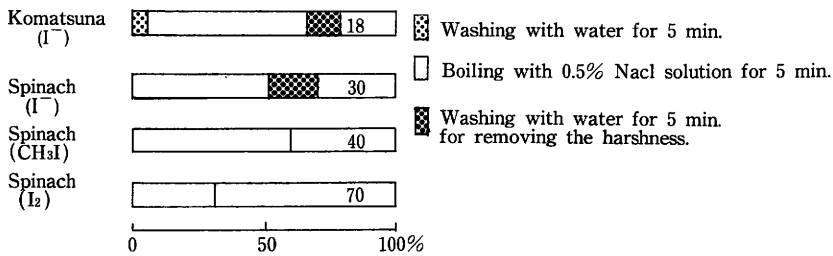 Komatsuna
(I⁻)
18
Spinach
(I⁻)
30
Spinach
(CH₃I)
40
Spinach
(I₂)
70
0 50 100%
Washing with water for 5 min.
Boiling with 0.5% Nacl solution for 5 min.
Washing with water for 5 min.
for removing the harshness.